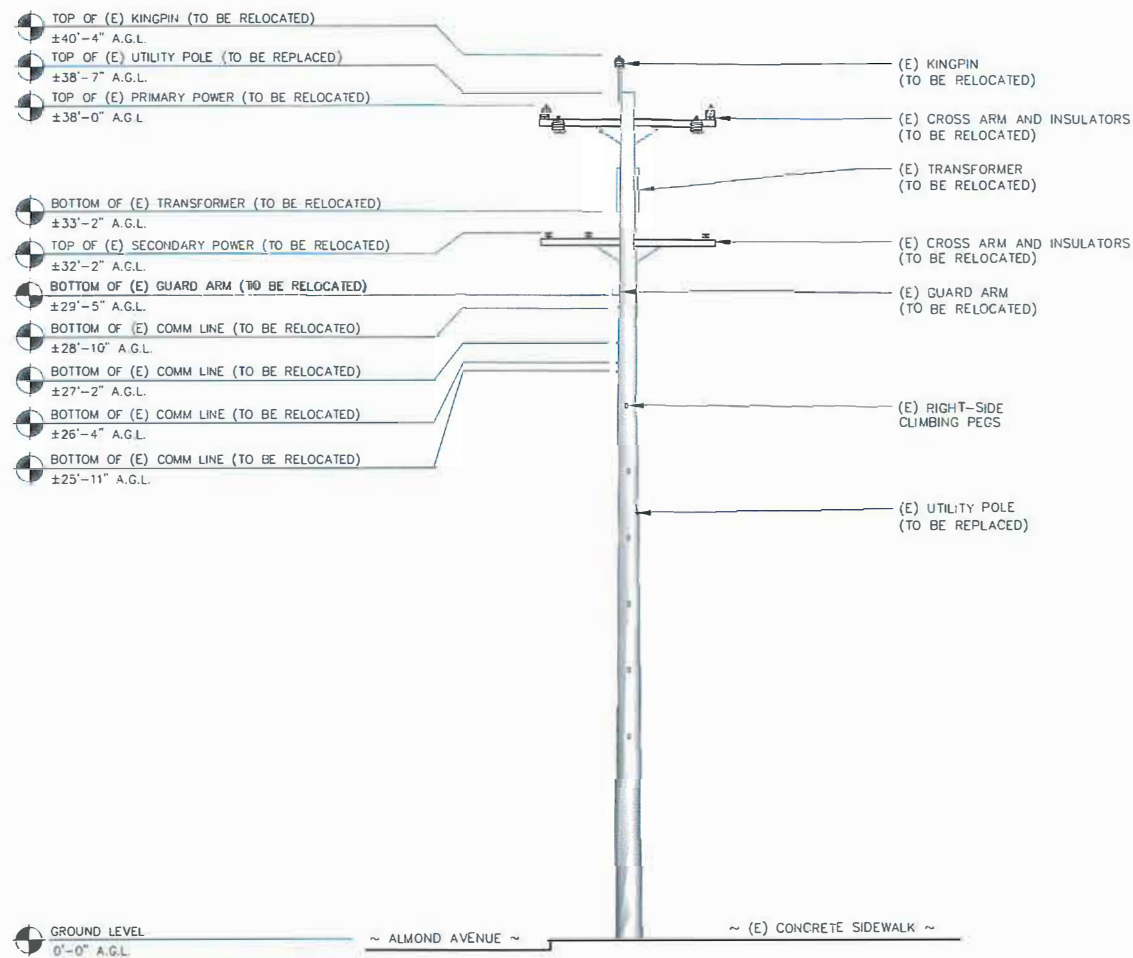 TOP OF (E) KINGPIN (TO BE RELOCATED)
±40'-4" A.G.L.
TOP OF (E) UTILITY POLE (TO BE REPLACED)
±38'-7" A.G.L.
TOP OF (E) PRIMARY POWER (TO BE RELOCATED)
±38'-0" A.G.L.
BOTTOM OF (E) TRANSFORMER (TO BE RELOCATED)
±33'-2" A.G.L.
TOP OF (E) SECONDARY POWER (TO BE RELOCATED)
±32'-2" A.G.L.
BOTTOM OF (E) GUARD ARM (TO BE RELOCATED)
±29'-5" A.G.L.
BOTTOM OF (E) COMM LINE (TO BE RELOCATED)
±28'-10" A.G.L.
BOTTOM OF (E) COMM LINE (TO BE RELOCATED)
±27'-2" A.G.L.
BOTTOM OF (E) COMM LINE (TO BE RELOCATED)
±26'-4" A.G.L.
BOTTOM OF (E) COMM LINE (TO BE RELOCATED)
±25'-11" A.G.L.
(E) KINGPIN
(TO BE RELOCATED)
(E) CROSS ARM AND INSULATORS
(TO BE RELOCATED)
(E) TRANSFORMER
(TO BE RELOCATED)
(E) CROSS ARM AND INSULATORS
(TO BE RELOCATED)
(E) GUARD ARM
(TO BE RELOCATED)
(E) RIGHT-SIDE
CLIMBING PEGS
(E) UTILITY POLE
(TO BE REPLACED)
GROUND LEVEL
0'-0" A.G.L.
~ ALMOND AVENUE ~
~ (E) CONCRETE SIDEWALK ~